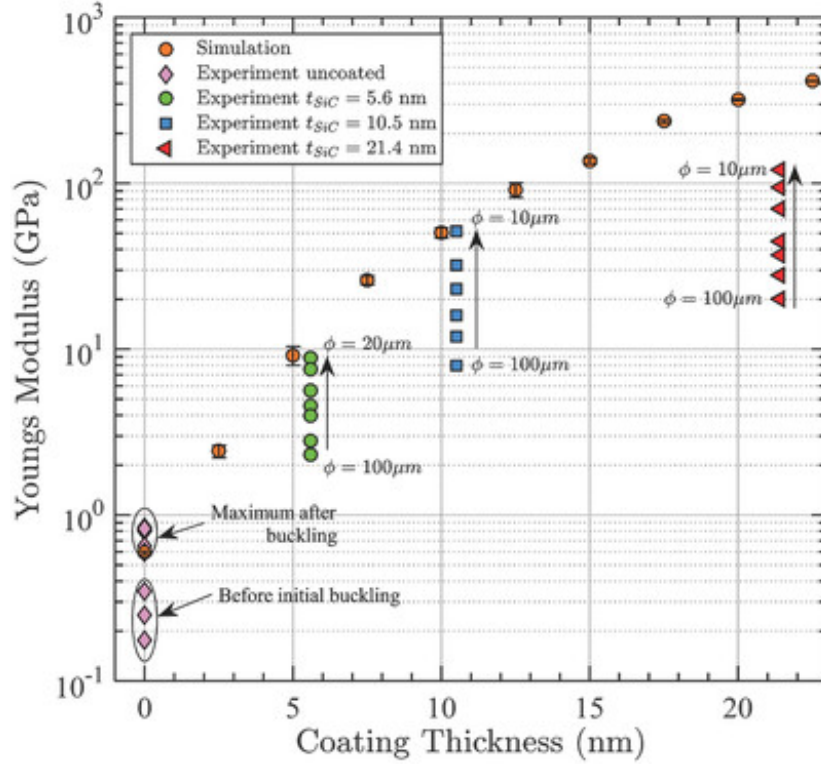 10^3
10^2
10^1
10^0
10^-1
Youngs Modulus (GPa)
Simulation
Experiment uncoated
Experiment t_SiC = 5.6 nm
Experiment t_SiC = 10.5 nm
Experiment t_SiC = 21.4 nm
ϕ = 10μm
ϕ = 10μm
ϕ = 100μm
ϕ = 20μm
ϕ = 100μm
ϕ = 100μm
Maximum after
buckling
Before initial buckling
0 5 10 15 20
Coating Thickness (nm)